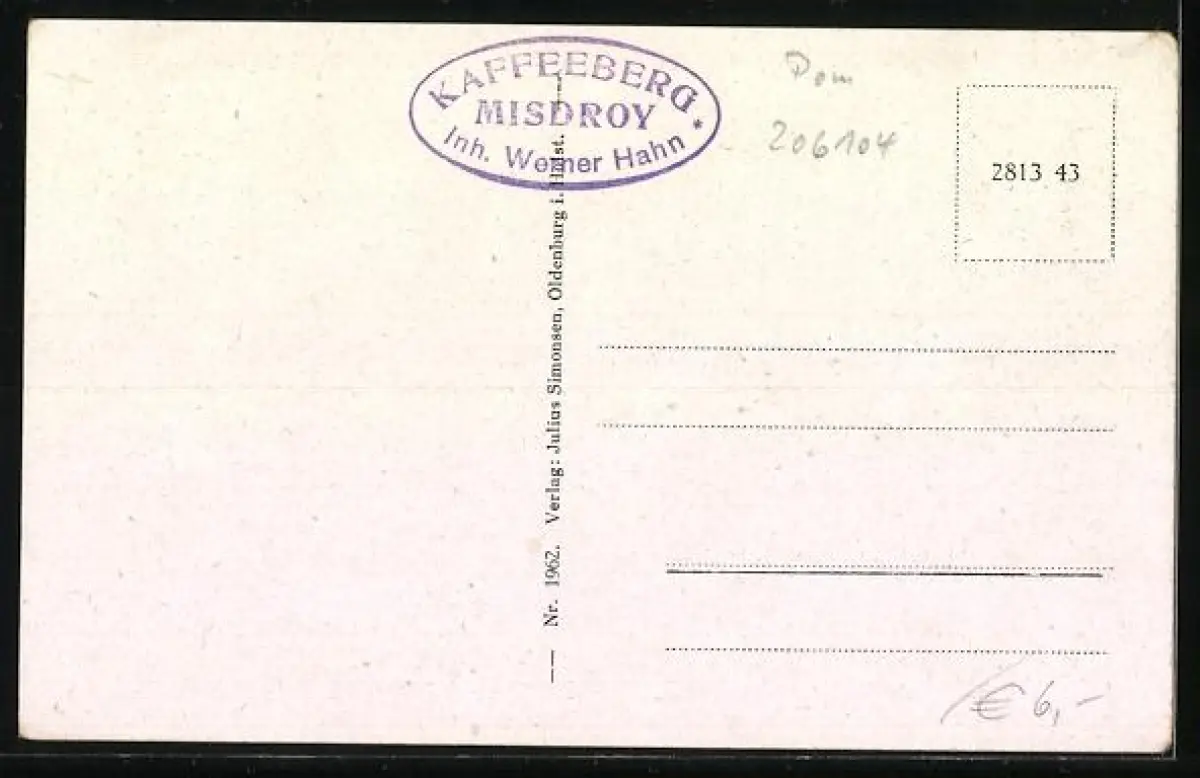 KAFFEEBERG
MISDROY
Inh. Werner Hahn *
Pom
206104
2813 43
—— Nr. 1962. Verlag: Julius Simonsen, Oldenburg i. Holst. ——
€ 6,-